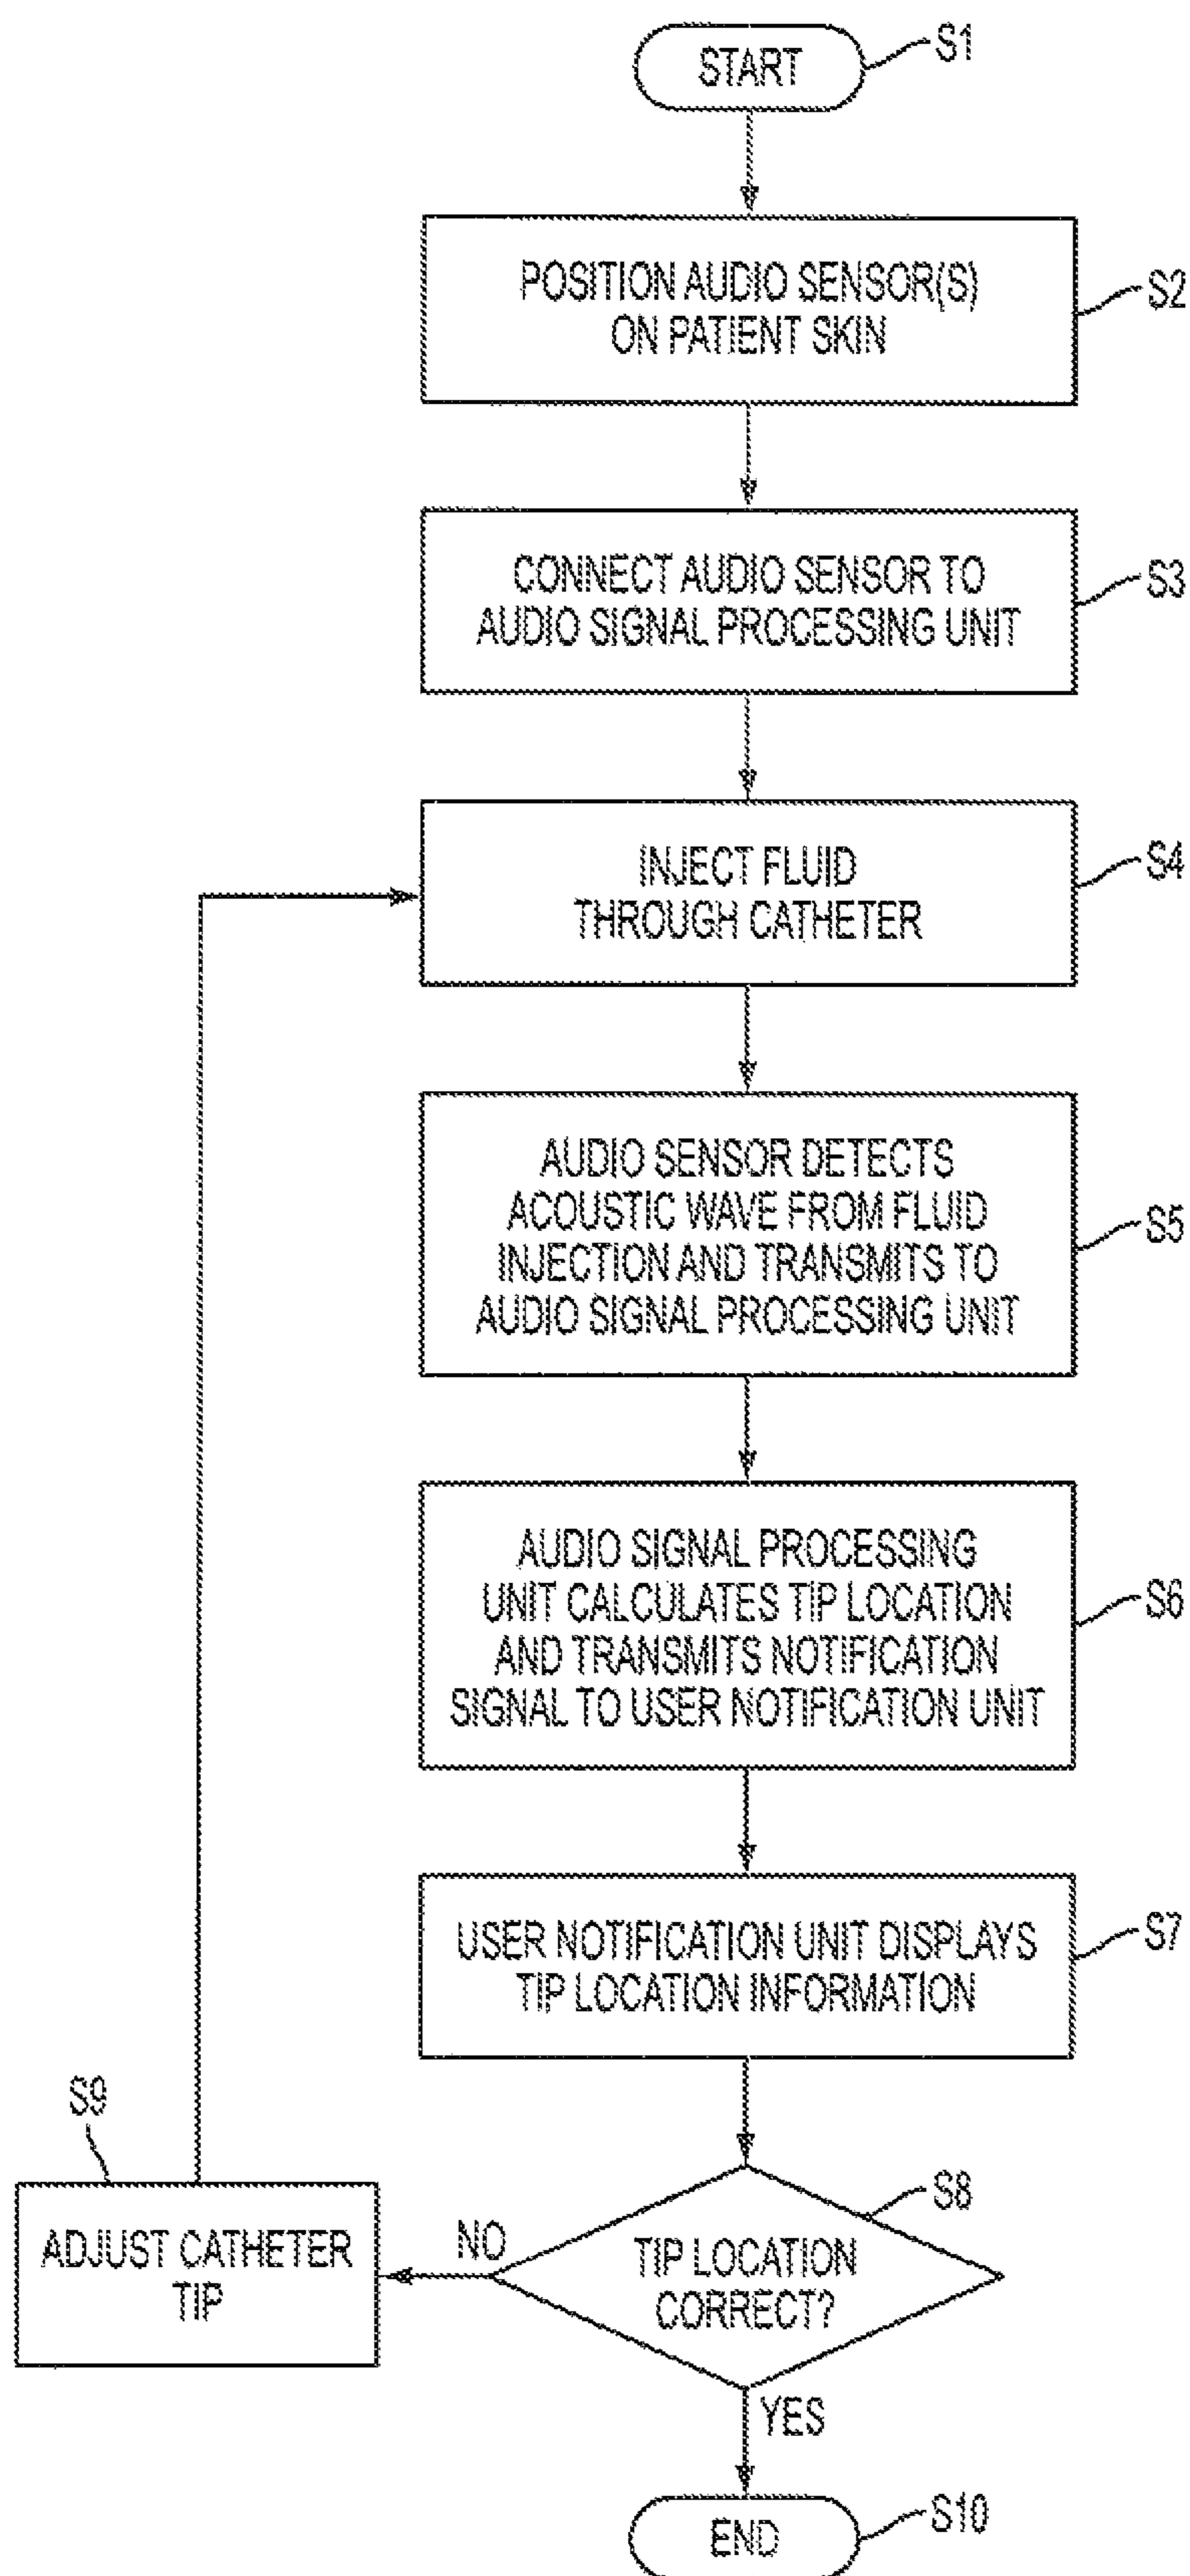 START
S1
POSITION AUDIO SENSOR(S)
ON PATIENT SKIN
S2
CONNECT AUDIO SENSOR TO
AUDIO SIGNAL PROCESSING UNIT
S3
INJECT FLUID
THROUGH CATHETER
S4
AUDIO SENSOR DETECTS
ACOUSTIC WAVE FROM FLUID
INJECTION AND TRANSMITS TO
AUDIO SIGNAL PROCESSING UNIT
S5
AUDIO SIGNAL PROCESSING
UNIT CALCULATES TIP LOCATION
AND TRANSMITS NOTIFICATION
SIGNAL TO USER NOTIFICATION UNIT
S6
USER NOTIFICATION UNIT DISPLAYS
TIP LOCATION INFORMATION
S7
TIP LOCATION
CORRECT?
S8
NO
S9
ADJUST CATHETER
TIP
YES
END
S10